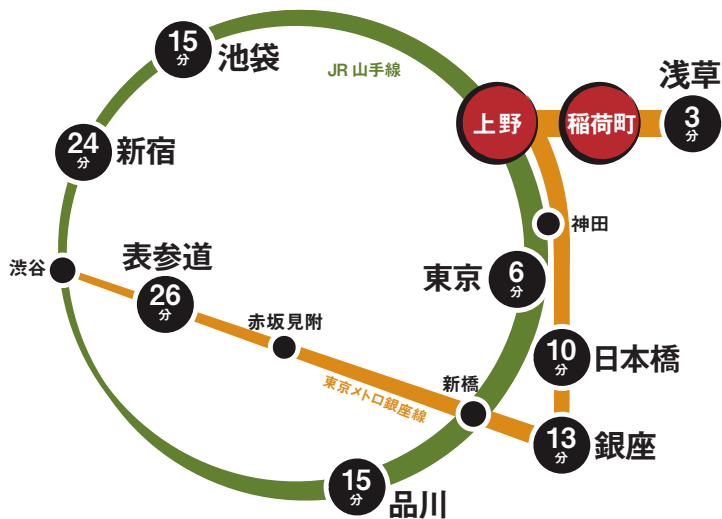 15
分
池袋
JR 山手線
浅草
3
分
上野
稲荷町
24
分
新宿
神田
表参道
渋谷
26
分
東京
6
分
赤坂見附
10
分
日本橋
新橋
東京メトロ銀座線
13
分
銀座
15
分
品川